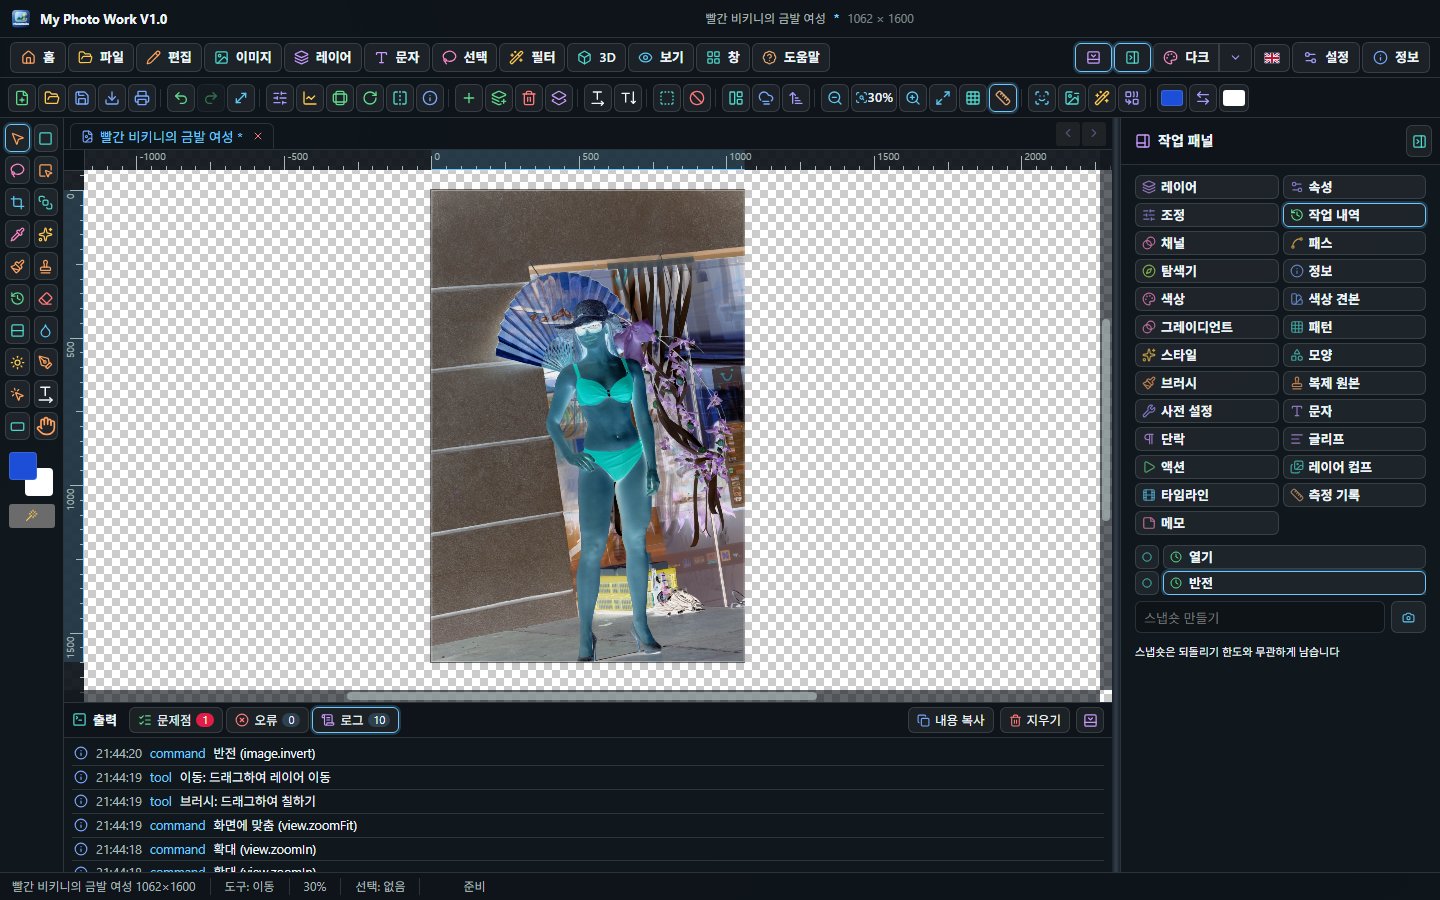 My Photo Work V1.0
빨간 비키니의 금발 여성 * 1062 × 1600
홈 파일 편집 이미지 레이어 문자 선택 필터 3D 보기 창 도움말 다크 설정 정보
30%
빨간 비키니의 금발 여성 * ×
-1000 -500 0 500 1000 1500 2000
0
500
1000
1500
작업 패널
레이어 속성
조정 작업 내역
채널 패스
탐색기 정보
색상 색상 견본
그레이디언트 패턴
스타일 모양
브러시 복제 원본
사전 설정 문자
단락 글리프
액션 레이어 컴프
타임라인 측정 기록
메모
열기
반전
스냅숏 만들기
스냅숏은 되돌리기 한도와 무관하게 남습니다
출력 문제점 1 오류 0 로그 10 내용 복사 지우기
21:44:20 command 반전 (image.invert)
21:44:19 tool 이동: 드래그하여 레이어 이동
21:44:19 tool 브러시: 드래그하여 칠하기
21:44:19 command 화면에 맞춤 (view.zoomFit)
21:44:18 command 확대 (view.zoomIn)
21:44:18 command 확대 (view.zoomIn)
빨간 비키니의 금발 여성 1062×1600 도구: 이동 30% 선택: 없음 준비